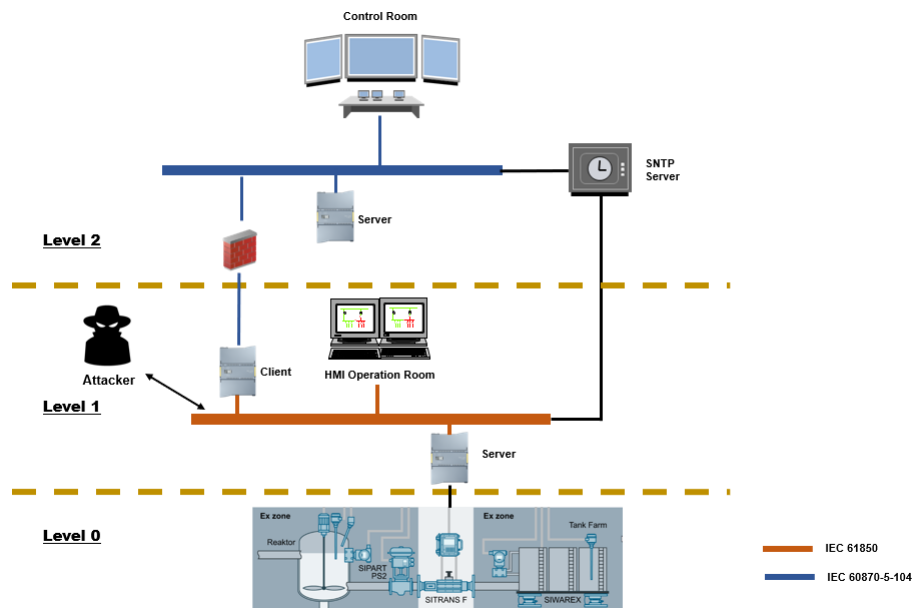 Control Room
SNTP
Server
Server
Level 2
Attacker
Client
HMI Operation Room
Level 1
Server
Level 0
Ex zone
Ex zone
Reaktor
Tank Farm
SIPART
PS2
SITRANS F
SIWAREX
IEC 61850
IEC 60870-5-104